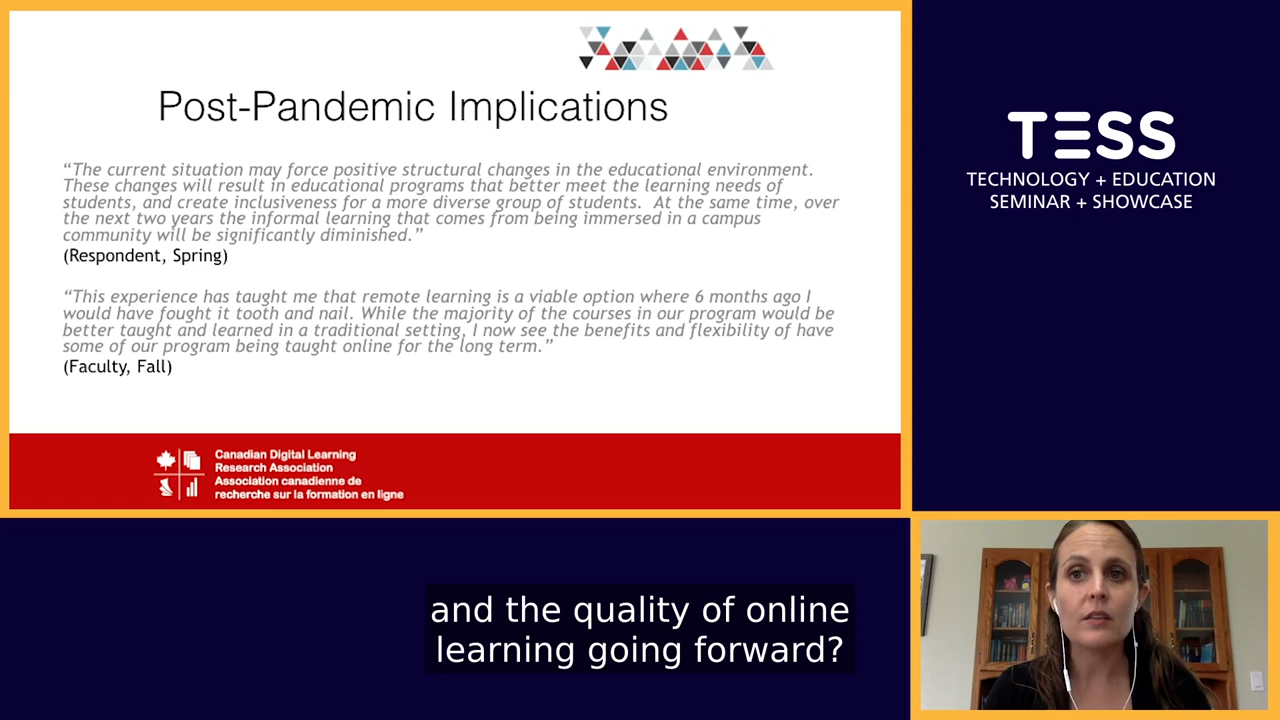 Post-Pandemic Implications
“The current situation may force positive structural changes in the educational environment.
These changes will result in educational programs that better meet the learning needs of
students, and create inclusiveness for a more diverse group of students. At the same time, over
the next two years the informal learning that comes from being immersed in a campus
community will be significantly diminished.”
(Respondent, Spring)
“This experience has taught me that remote learning is a viable option where 6 months ago I
would have fought it tooth and nail. While the majority of the courses in our program would be
better taught and learned in a traditional setting, I now see the benefits and flexibility of have
some of our program being taught online for the long term.”
(Faculty, Fall)
Canadian Digital Learning
Research Association
Association canadienne de
recherche sur la formation en ligne
TESS
TECHNOLOGY + EDUCATION
SEMINAR + SHOWCASE
and the quality of online
learning going forward?